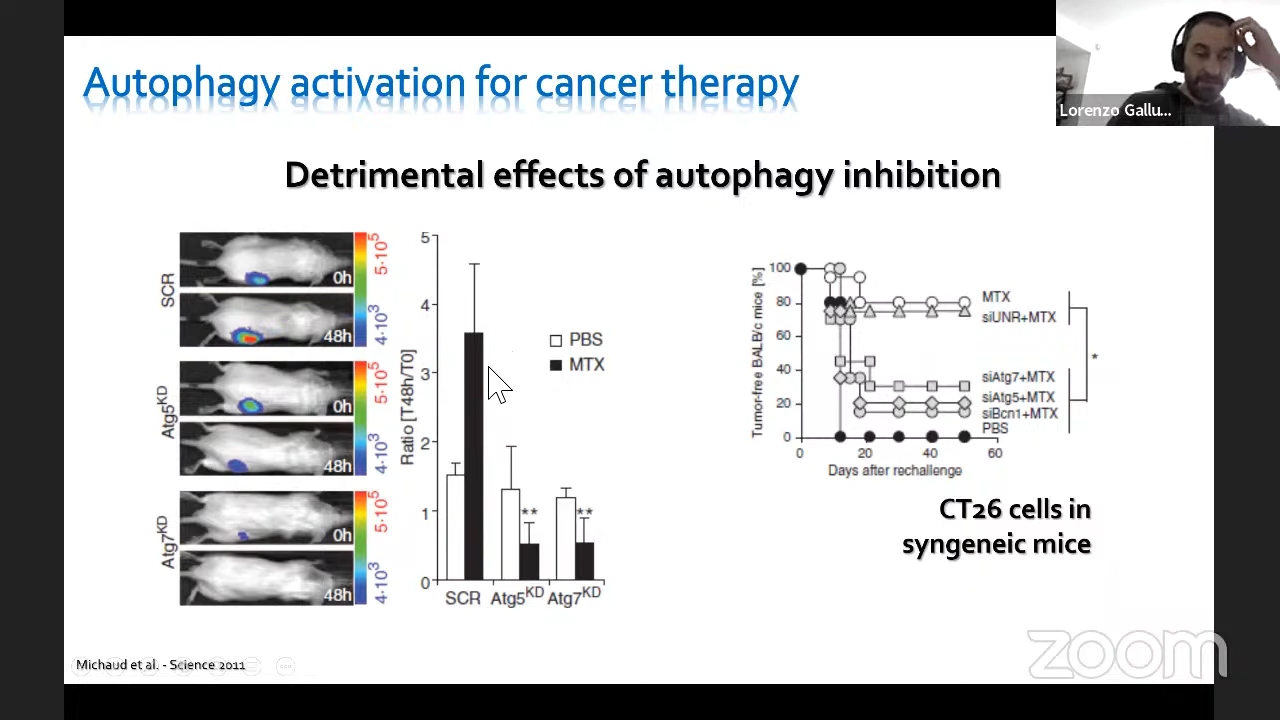 Autophagy activation for cancer therapy
Lorenzo Gallu...
Detrimental effects of autophagy inhibition
SCR
0h
48h
5·10⁵
4·10³
Atg5ᴷᴰ
0h
48h
5·10⁵
4·10³
Atg7ᴷᴰ
0h
48h
5·10⁵
4·10³
Ratio [T48h/T0]
5
4
3
2
1
0
PBS
MTX
**
**
SCR Atg5ᴷᴰ Atg7ᴷᴰ
Tumor-free BALB/c mice [%]
100
80
60
40
20
0
0 20 40 60
Days after rechallenge
MTX
siUNR+MTX
siAtg7+MTX
siAtg5+MTX
siBcn1+MTX
PBS
*
CT26 cells in
syngeneic mice
Michaud et al. - Science 2011
zoom